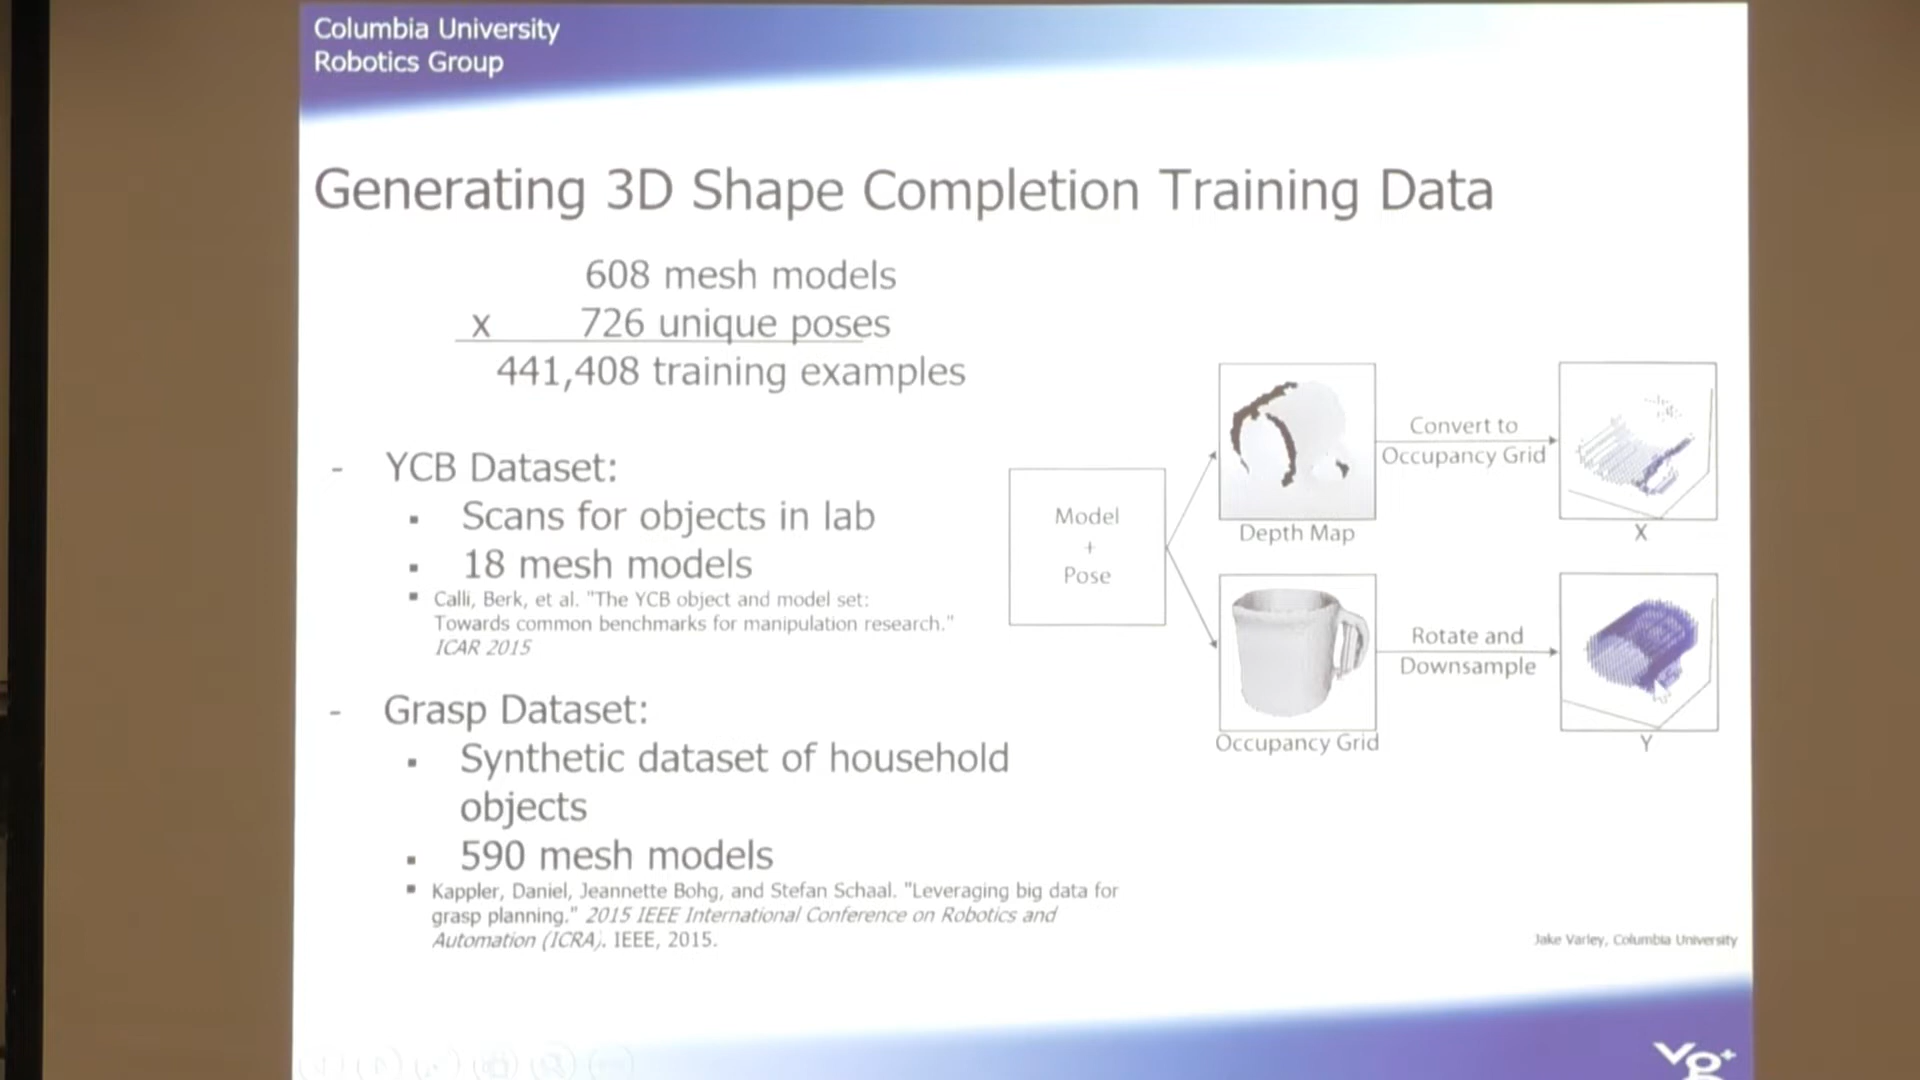 Columbia University
Robotics Group
Generating 3D Shape Completion Training Data
608 mesh models
x 726 unique poses
441,408 training examples
- YCB Dataset:
▪ Scans for objects in lab
▪ 18 mesh models
▪ Calli, Berk, et al. "The YCB object and model set:
Towards common benchmarks for manipulation research."
ICAR 2015
- Grasp Dataset:
▪ Synthetic dataset of household
objects
▪ 590 mesh models
▪ Kappler, Daniel, Jeannette Bohg, and Stefan Schaal. "Leveraging big data for
grasp planning." 2015 IEEE International Conference on Robotics and
Automation (ICRA). IEEE, 2015.
Model
+
Pose
Depth Map
Convert to
Occupancy Grid
X
Occupancy Grid
Rotate and
Downsample
Y
Jake Varley, Columbia University